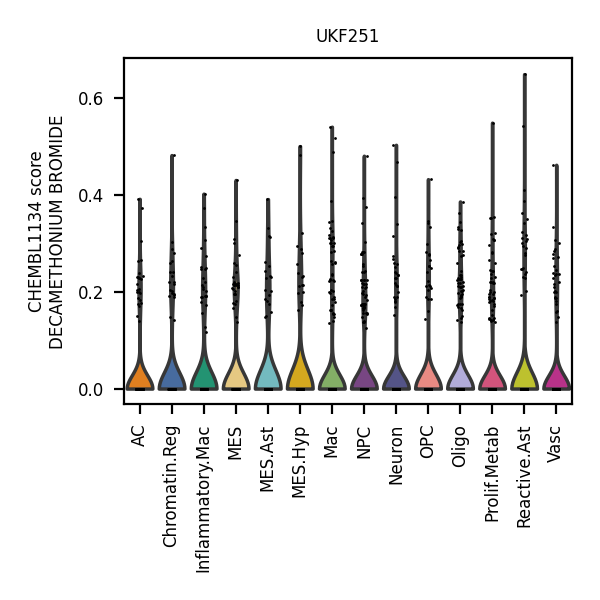 UKF251
CHEMBL1134 score
DECAMETHONIUM BROMIDE
0.6
0.4
0.2
0.0
AC
Chromatin.Reg
Inflammatory.Mac
MES
MES.Ast
MES.Hyp
Mac
NPC
Neuron
OPC
Oligo
Prolif.Metab
Reactive.Ast
Vasc